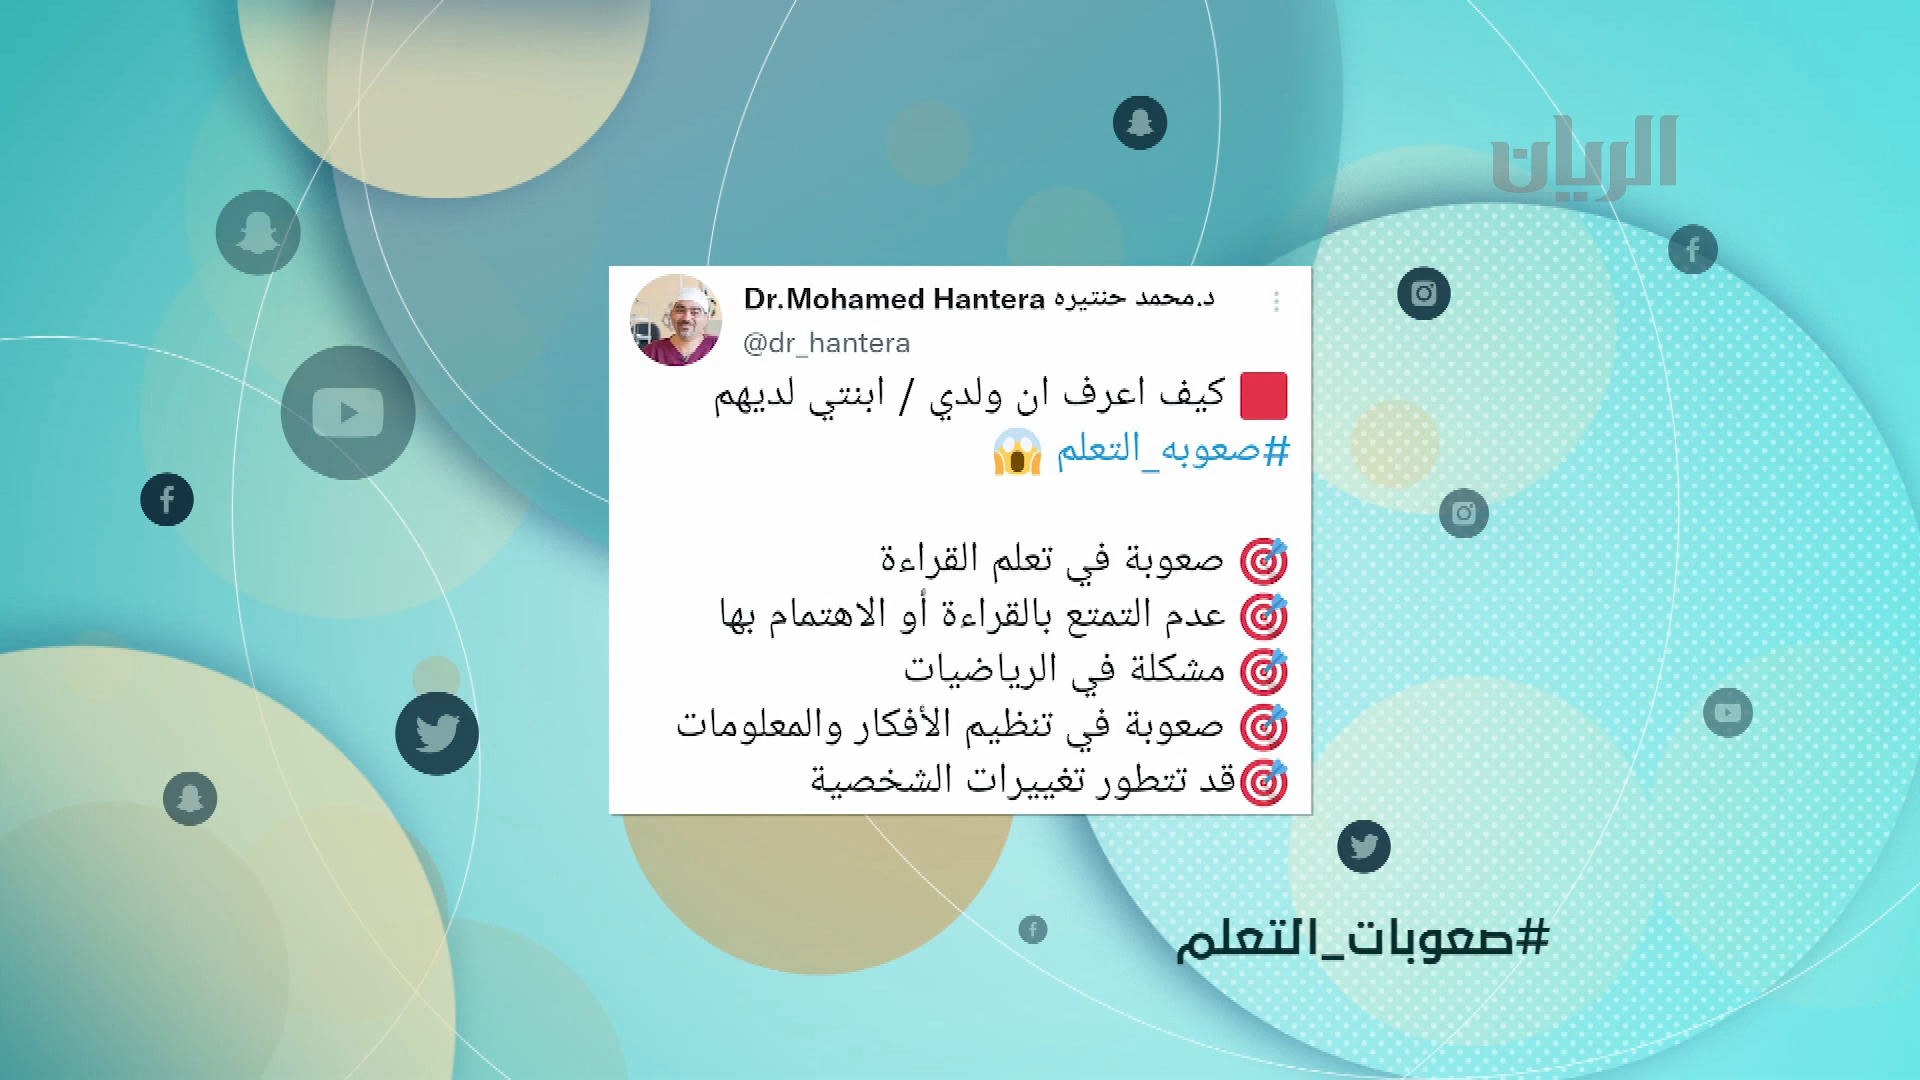 الريان
Dr.Mohamed Hantera د.محمد حنتيره
@dr_hantera
🟥 كيف اعرف ان ولدي / ابنتي لديهم
#صعوبه_التعلم 😱
🎯 صعوبة في تعلم القراءة
🎯 عدم التمتع بالقراءة أو الاهتمام بها
🎯 مشكلة في الرياضيات
🎯 صعوبة في تنظيم الأفكار والمعلومات
🎯قد تتطور تغييرات الشخصية
#صعوبات_التعلم